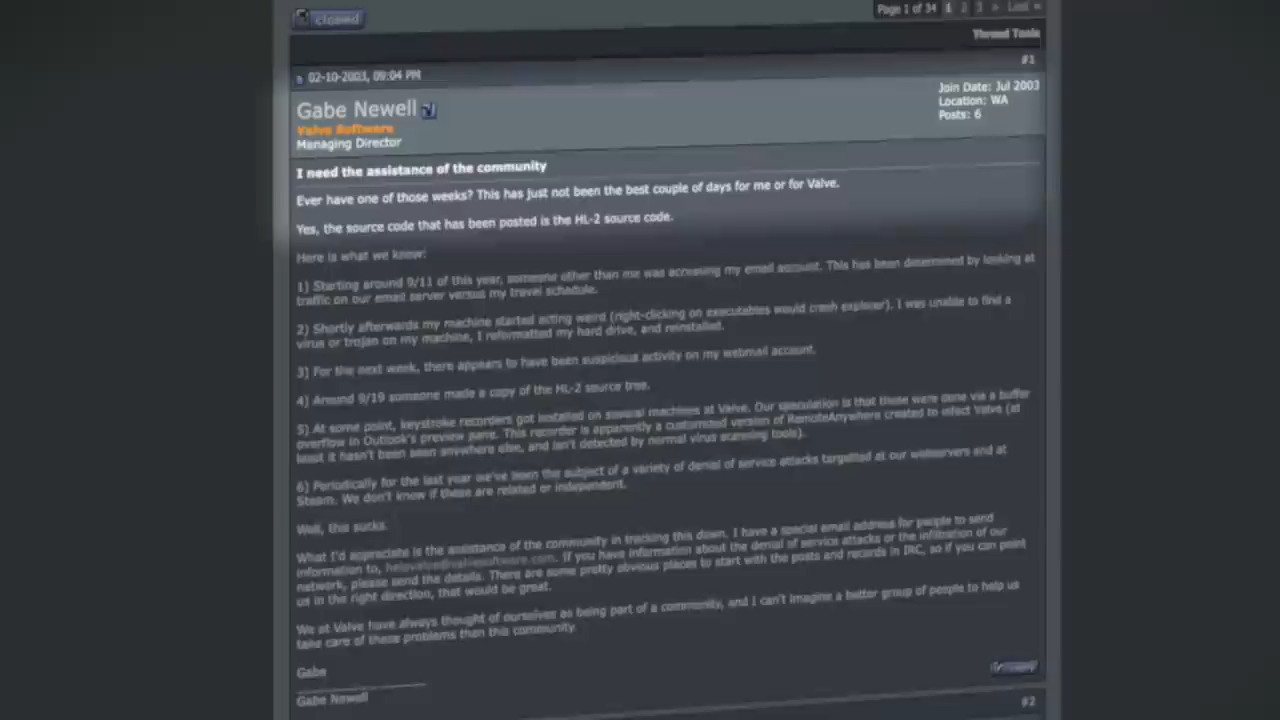 closed
Page 1 of 34 1 2 3 > Last »
Thread Tools
#1
02-10-2003, 09:04 PM
Gabe Newell
Valve Software
Managing Director
Join Date: Jul 2003
Location: WA
Posts: 6
I need the assistance of the community
Ever have one of those weeks? This has just not been the best couple of days for me or for Valve.
Yes, the source code that has been posted is the HL-2 source code.
Here is what we know:
1) Starting around 9/11 of this year, someone other than me was accessing my email account. This has been determined by looking at
traffic on our email server versus my travel schedule.
2) Shortly afterwards my machine started acting weird (right-clicking on executables would crash explorer). I was unable to find a
virus or trojan on my machine, I reformatted my hard drive, and reinstalled.
3) For the next week, there appears to have been suspicious activity on my webmail account.
4) Around 9/19 someone made a copy of the HL-2 source tree.
5) At some point, keystroke recorders got installed on several machines at Valve. Our speculation is that these were done via a buffer
overflow in Outlook's preview pane. This recorder is apparently a customized version of RemoteAnywhere created to infect Valve (at
least it hasn't been seen anywhere else, and isn't detected by normal virus scanning tools).
6) Periodically for the last year we've been the subject of a variety of denial of service attacks targetted at our webservers and at
Steam. We don't know if these are related or independent.
Well, this sucks.
What I'd appreciate is the assistance of the community in tracking this down. I have a special email address for people to send
information to, helpvalve@valvesoftware.com. If you have information about the denial of service attacks or the infiltration of our
network, please send the details. There are some pretty obvious places to start with the posts and records in IRC, so if you can point
us in the right direction, that would be great.
We at Valve have always thought of ourselves as being part of a community, and I can't imagine a better group of people to help us
take care of these problems than this community.
Gabe
Gabe Newell
#2